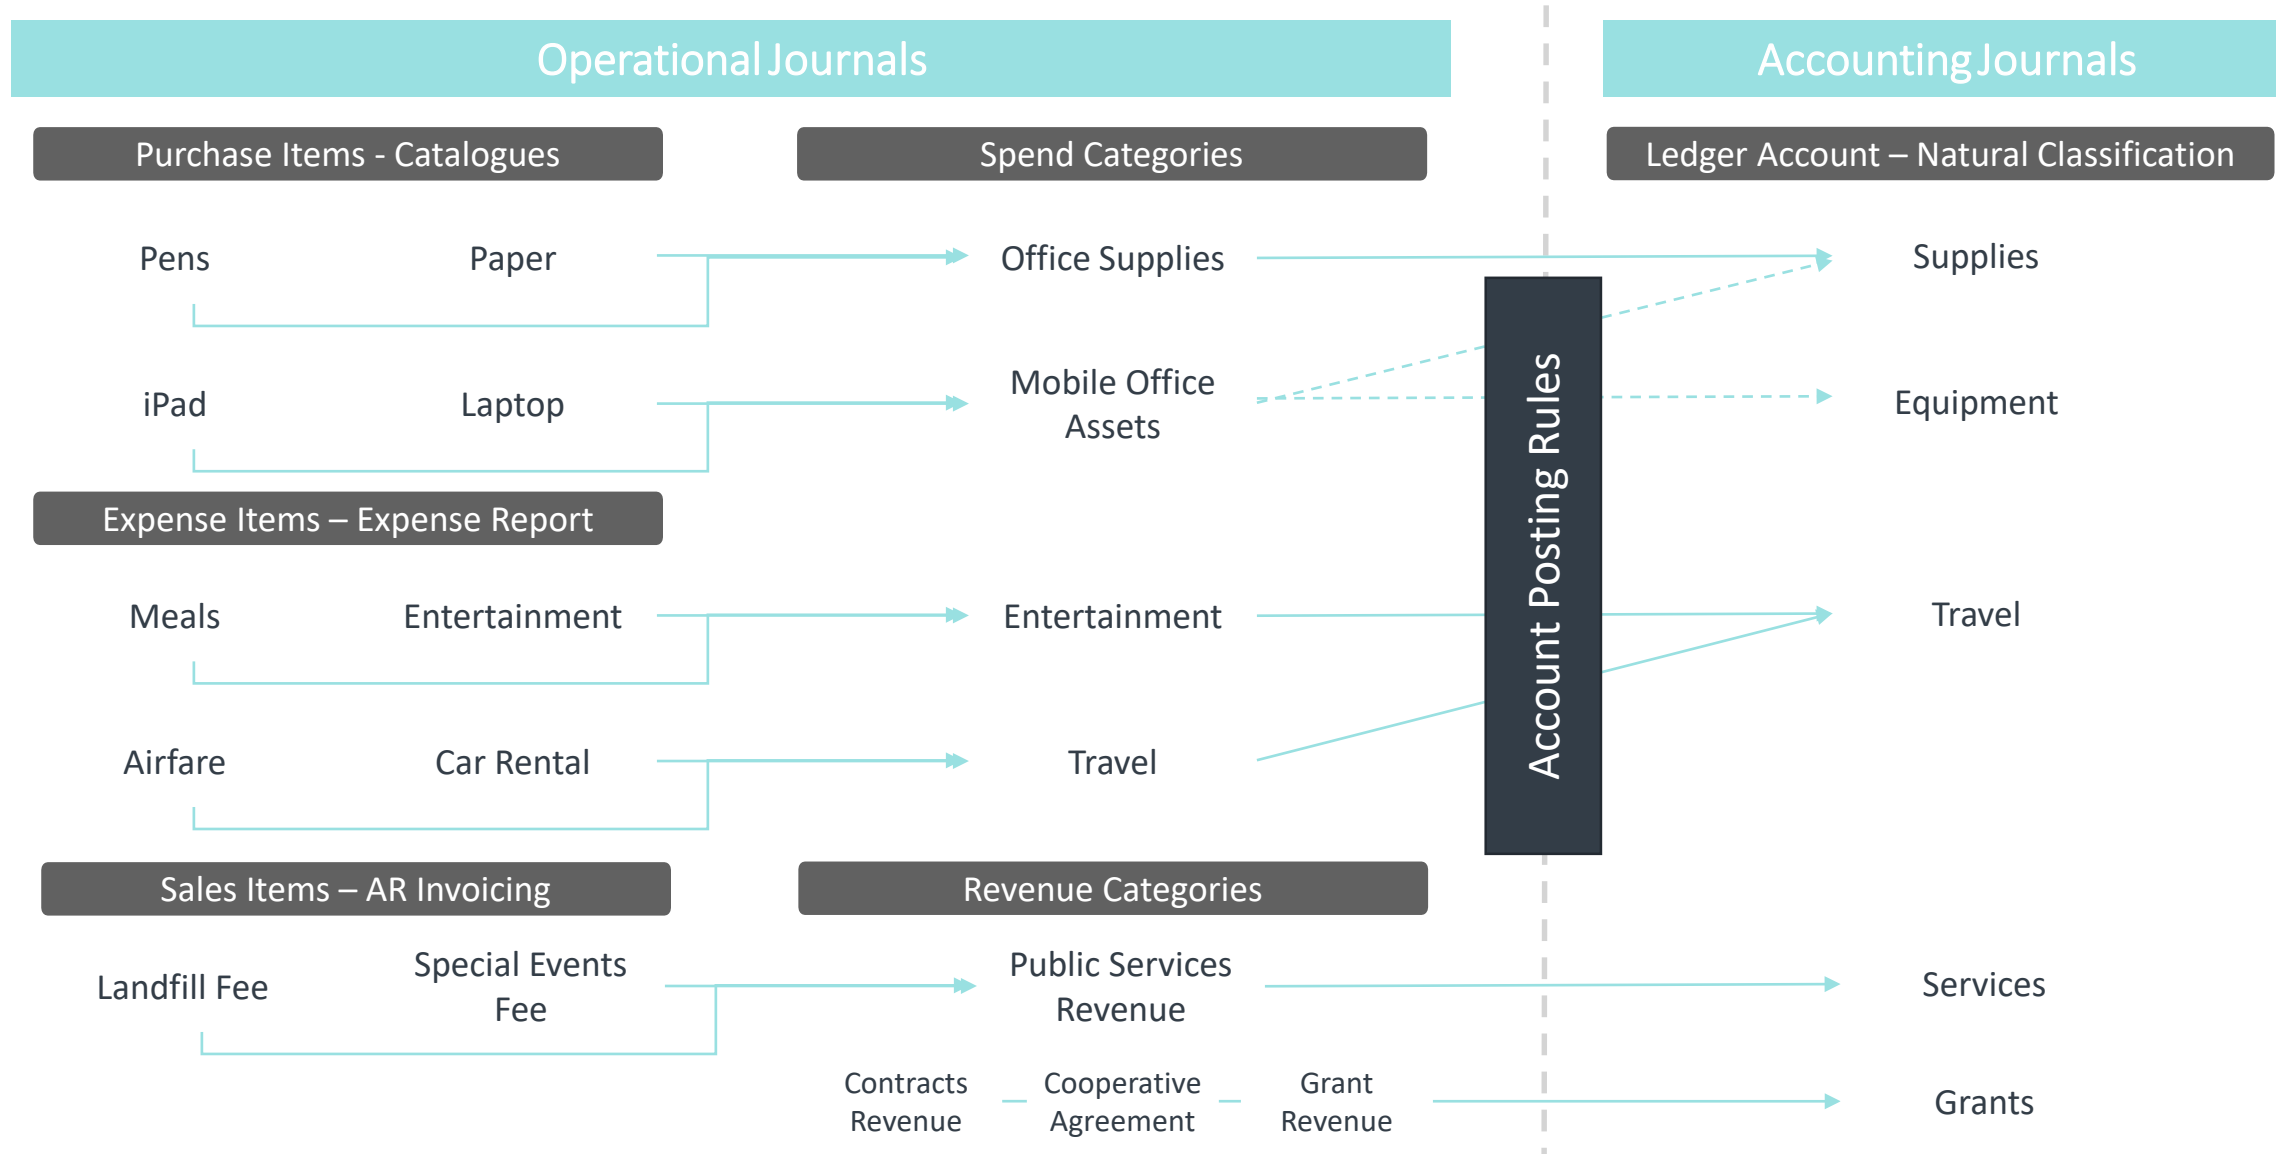 Operational Journals
Accounting Journals
Purchase Items - Catalogues
Spend Categories
Ledger Account – Natural Classification
Pens
Paper
Office Supplies
Supplies
iPad
Laptop
Mobile Office
Assets
Equipment
Account Posting Rules
Expense Items – Expense Report
Meals
Entertainment
Entertainment
Travel
Airfare
Car Rental
Travel
Sales Items – AR Invoicing
Revenue Categories
Landfill Fee
Special Events
Fee
Public Services
Revenue
Services
Contracts
Revenue
Cooperative
Agreement
Grant
Revenue
Grants